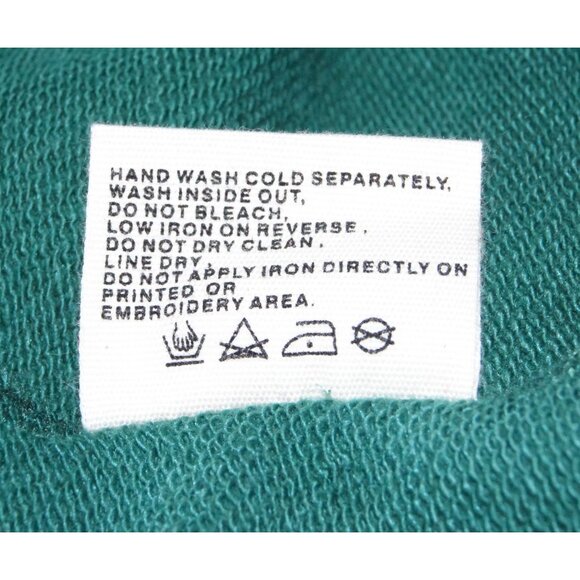 HAND WASH COLD SEPARATELY,
WASH INSIDE OUT,
DO NOT BLEACH,
LOW IRON ON REVERSE,
DO NOT DRY CLEAN.
LINE DRY,
DO NOT APPLY IRON DIRECTLY ON
PRINTED OR
EMBROIDERY AREA.